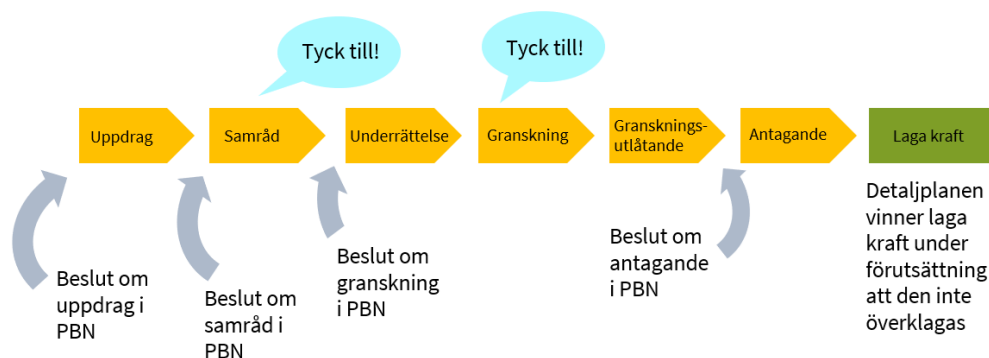 Tyck till!
Tyck till!
Uppdrag
Samråd
Underrättelse
Granskning
Gransknings-
utlåtande
Antagande
Laga kraft
Beslut om
uppdrag i
PBN
Beslut om
samråd i
PBN
Beslut om
granskning
i PBN
Beslut om
antagande
i PBN
Detaljplanen
vinner laga
kraft under
förutsättning
att den inte
överklagas